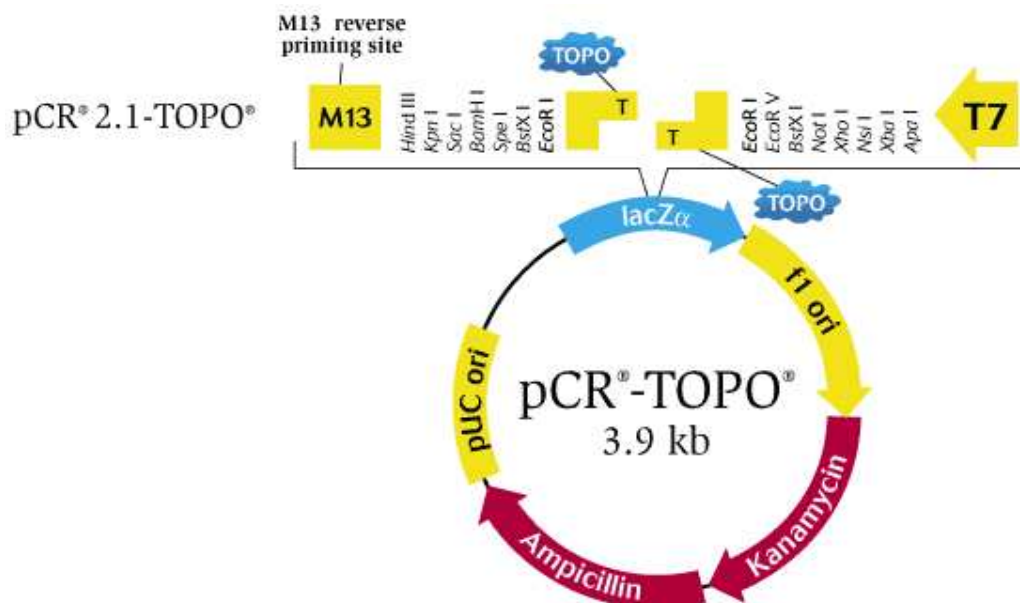 M13 reverse
priming site
TOPO
pCR® 2.1-TOPO®
M13
Hind III
Kpn I
Sac I
BamH I
Spe I
BstX I
EcoR I
T
T
EcoR I
EcoR V
BstX I
Not I
Xho I
Nsi I
Xba I
Apa I
T7
TOPO
lacZα
f1 ori
pUC ori
pCR®-TOPO®
3.9 kb
Kanamycin
Ampicillin